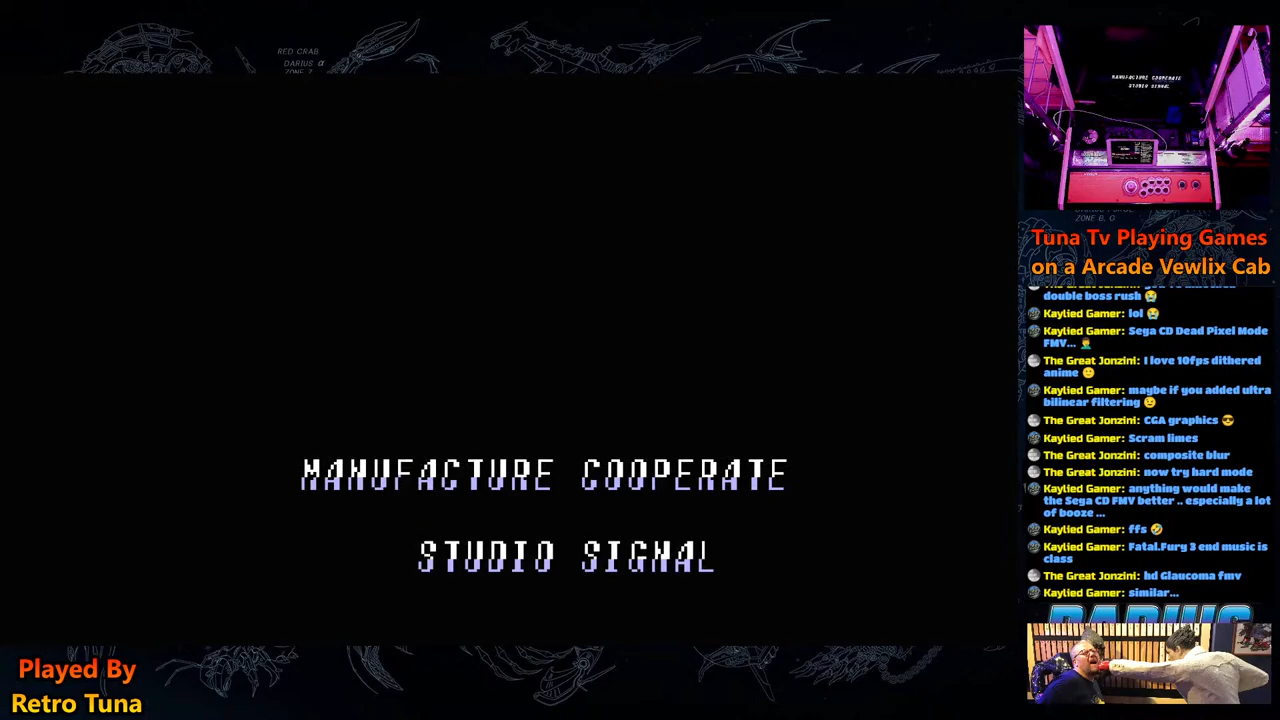 RED CRAB
DARIUS α
ZONE Z
MANUFACTURE COOPERATE
STUDIO SIGNAL
Played By
Retro Tuna
MANUFACTURE COOPERATE
STUDIO SIGNAL
ZONE B, G
Tuna Tv Playing Games
on a Arcade Vewlix Cab
double boss rush 😭
Kaylied Gamer: lol 😭
Kaylied Gamer: Sega CD Dead Pixel Mode
FMV... 🤦‍♂️
The Great Jonzini: I love 10fps dithered
anime 🙂
Kaylied Gamer: maybe if you added ultra
bilinear filtering 😉
The Great Jonzini: CGA graphics 😎
Kaylied Gamer: Scram limes
The Great Jonzini: composite blur
The Great Jonzini: now try hard mode
Kaylied Gamer: anything would make
the Sega CD FMV better .. especially a lot
of booze ...
Kaylied Gamer: ffs 🤣
Kaylied Gamer: Fatal.Fury 3 end music is
class
The Great Jonzini: hd Glaucoma fmv
Kaylied Gamer: similar...
DARIUS